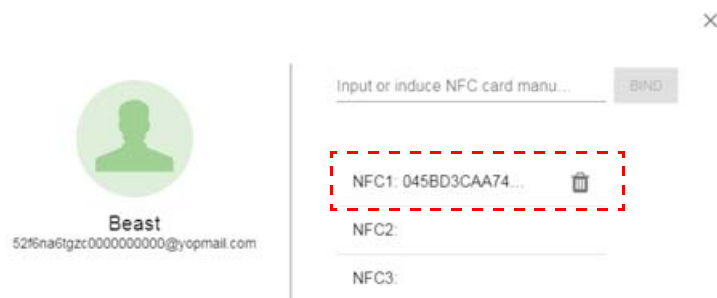 Input or induce NFC card manu...
BIND
NFC1: 045BD3CAA74...
Beast
52f6na6tgzc0000000000@yopmail.com
NFC2:
NFC3: